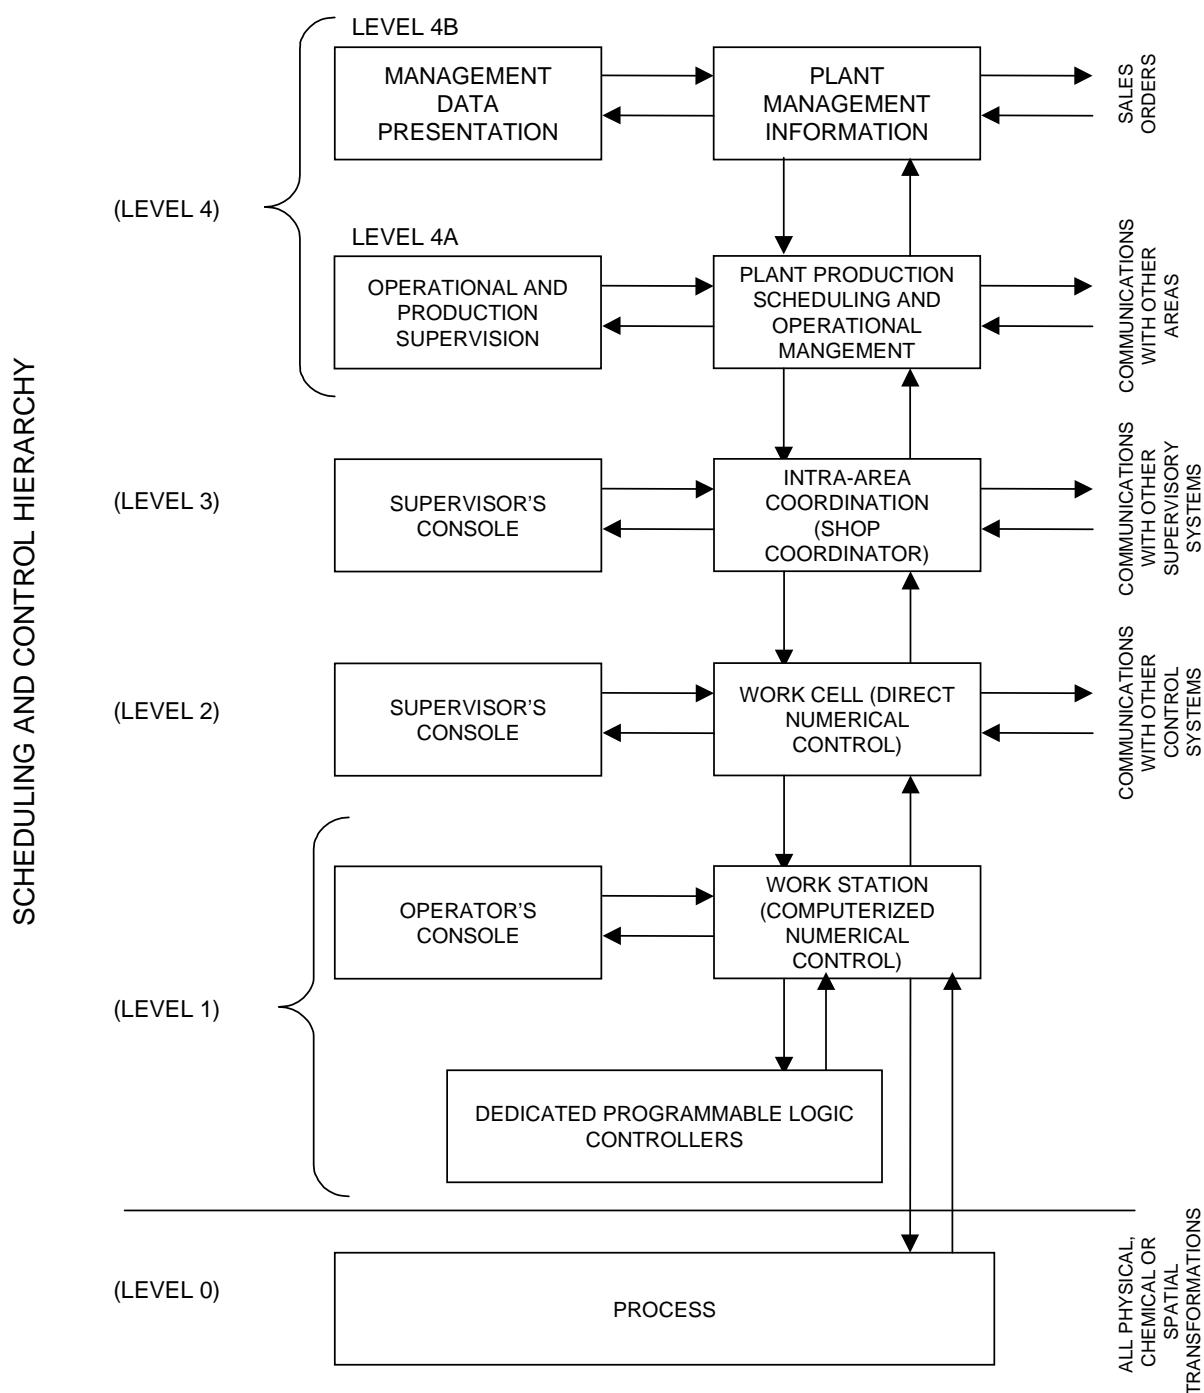 SCHEDULING AND CONTROL HIERARCHY
(LEVEL 4)
LEVEL 4B
MANAGEMENT
DATA
PRESENTATION
PLANT
MANAGEMENT
INFORMATION
SALES
ORDERS
LEVEL 4A
OPERATIONAL AND
PRODUCTION
SUPERVISION
PLANT PRODUCTION
SCHEDULING AND
OPERATIONAL
MANGEMENT
COMMUNICATIONS
WITH OTHER
AREAS
(LEVEL 3)
SUPERVISOR'S
CONSOLE
INTRA-AREA
COORDINATION
(SHOP
COORDINATOR)
COMMUNICATIONS
WITH OTHER
SUPERVISORY
SYSTEMS
(LEVEL 2)
SUPERVISOR'S
CONSOLE
WORK CELL (DIRECT
NUMERICAL
CONTROL)
COMMUNICATIONS
WITH OTHER
CONTROL
SYSTEMS
(LEVEL 1)
OPERATOR'S
CONSOLE
WORK STATION
(COMPUTERIZED
NUMERICAL
CONTROL)
DEDICATED PROGRAMMABLE LOGIC
CONTROLLERS
(LEVEL 0)
PROCESS
ALL PHYSICAL,
CHEMICAL OR
SPATIAL
TRANSFORMATIONS